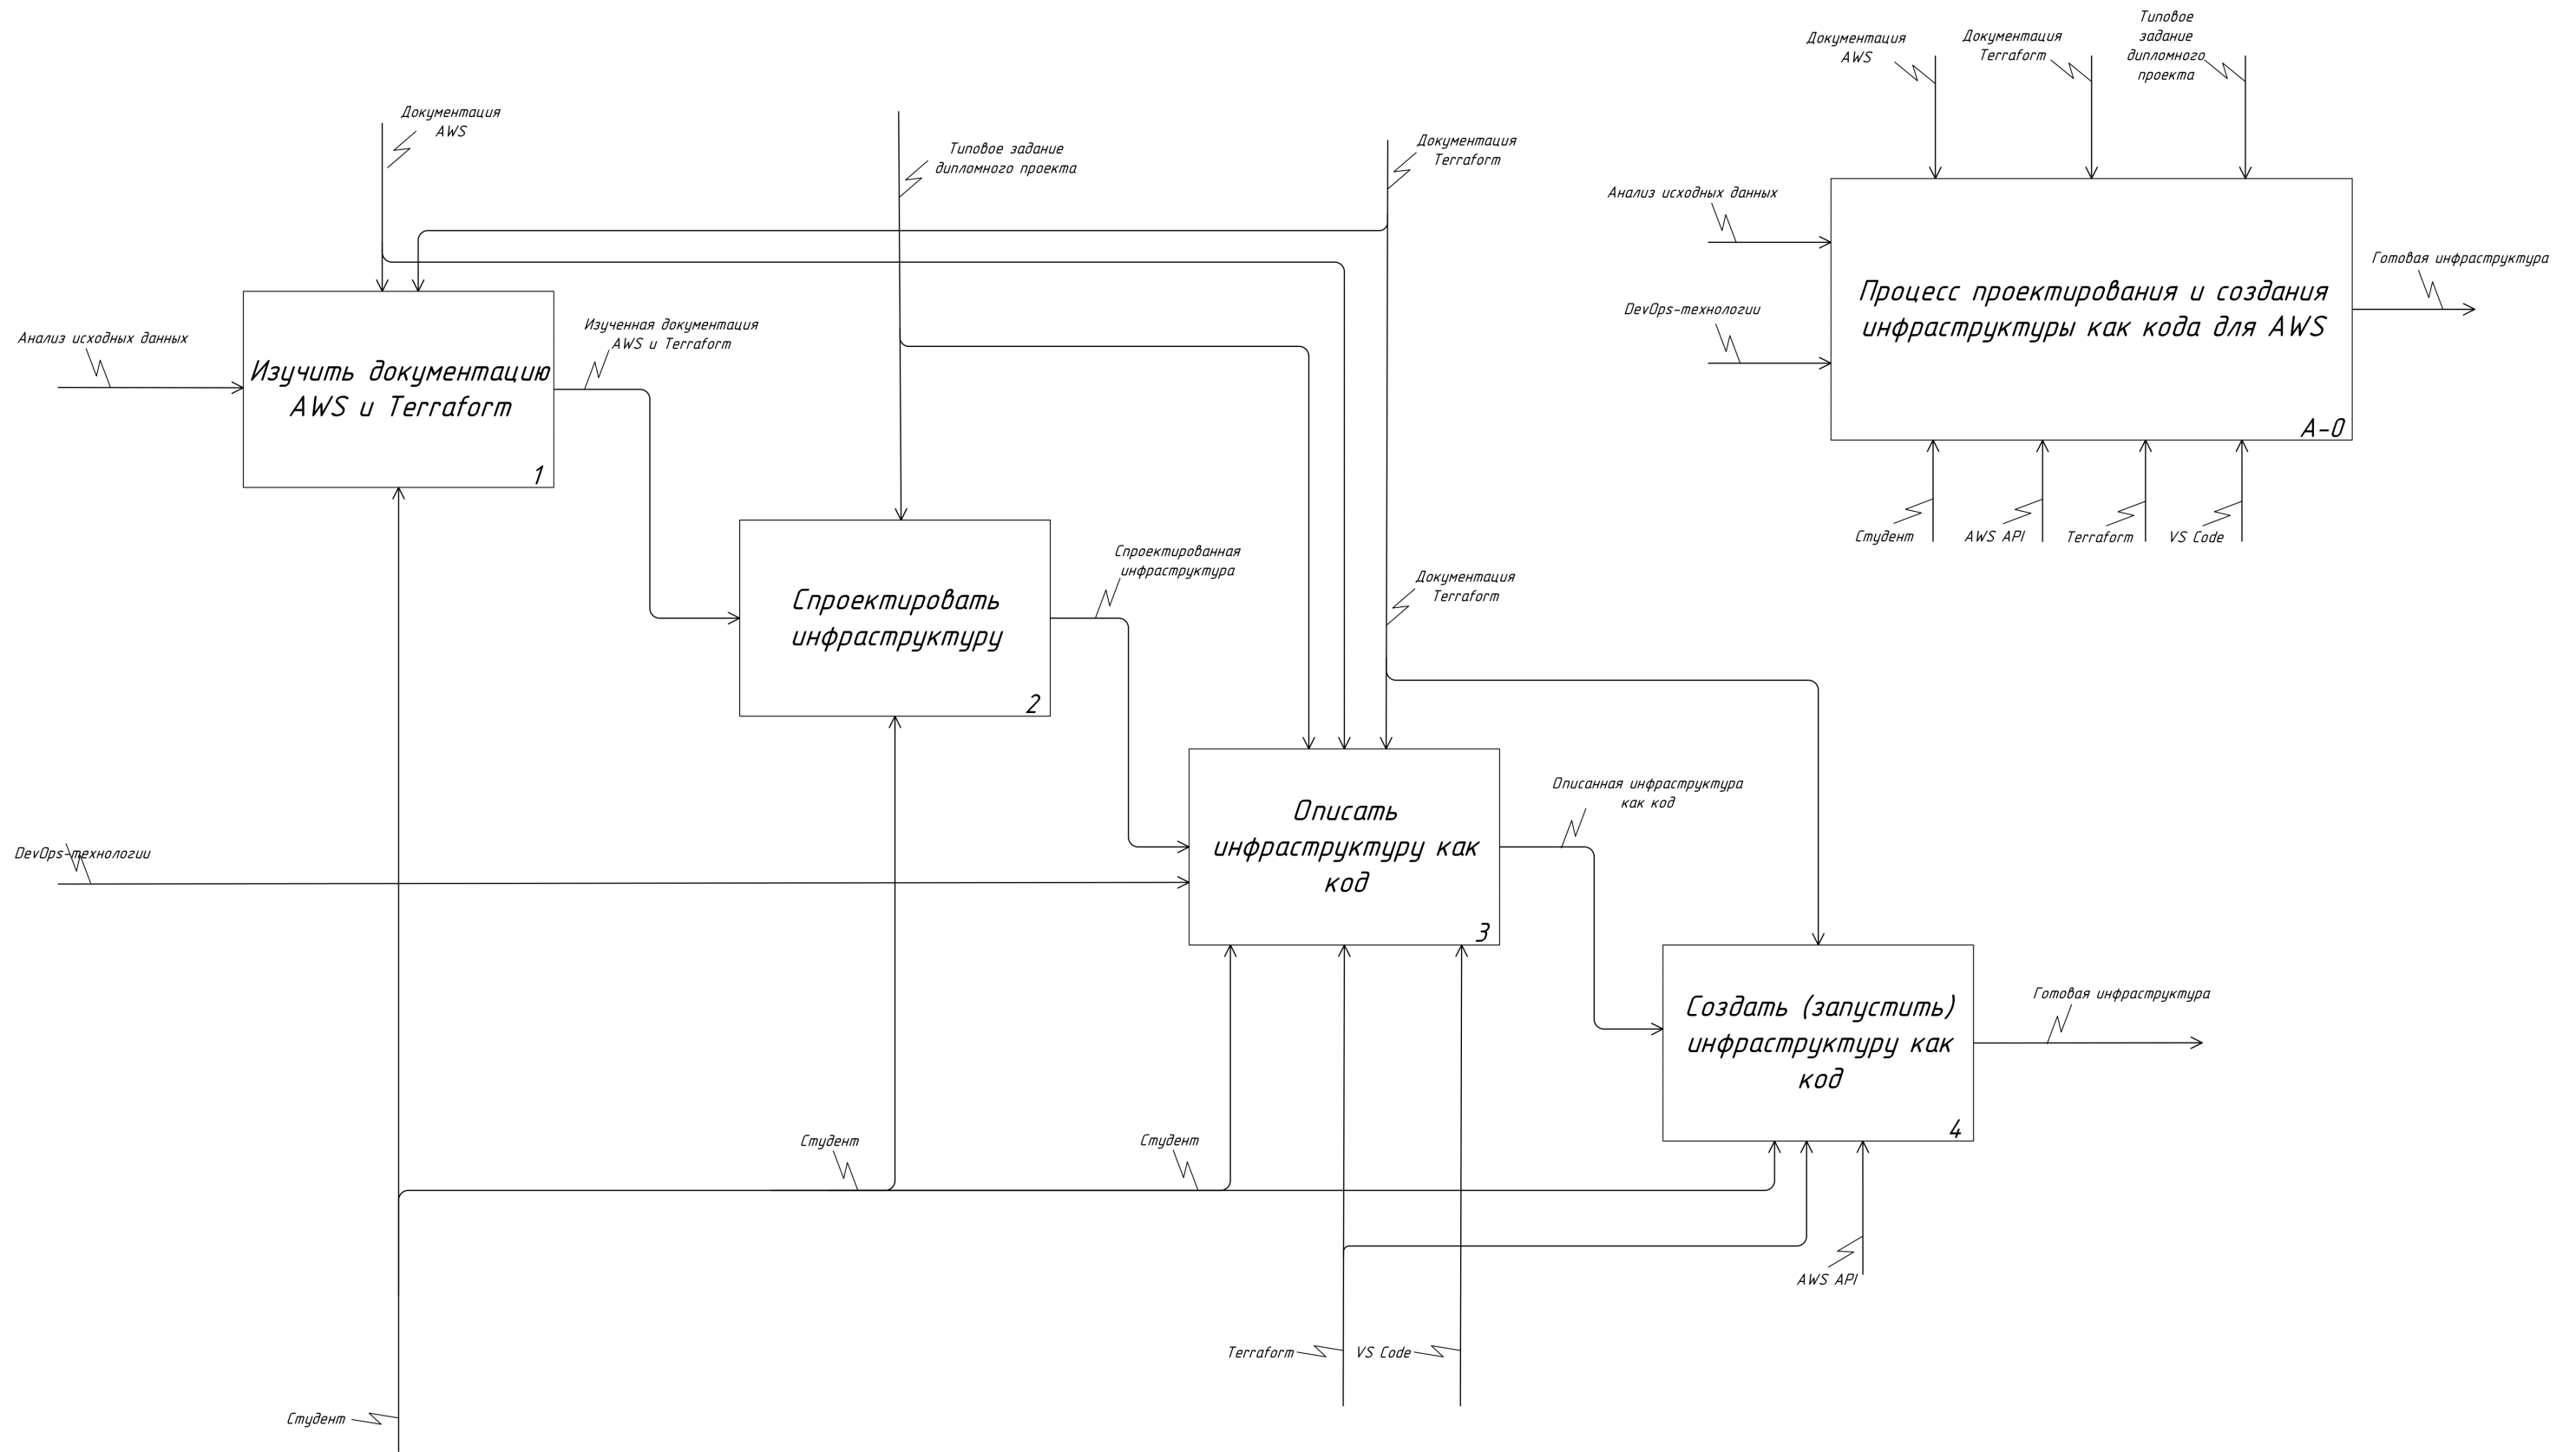 Документация
AWS
Типовое задание
дипломного проекта
Документация
Terraform
Анализ исходных данных
Изучить документацию
AWS и Terraform
1
Изученная документация
AWS и Terraform
Спроектировать
инфраструктуру
2
Спроектированная
инфраструктура
Документация
Terraform
DevOps-технологии
Описать
инфраструктуру как
код
3
Описанная инфраструктура
как код
Создать (запустить)
инфраструктуру как
код
4
Готовая инфраструктура
Студент
Студент
AWS API
Terraform
VS Code
Студент
Документация
AWS
Документация
Terraform
Типовое
задание
дипломного
проекта
Анализ исходных данных
DevOps-технологии
Процесс проектирования и создания
инфраструктуры как кода для AWS
A-0
Готовая инфраструктура
Студент
AWS API
Terraform
VS Code